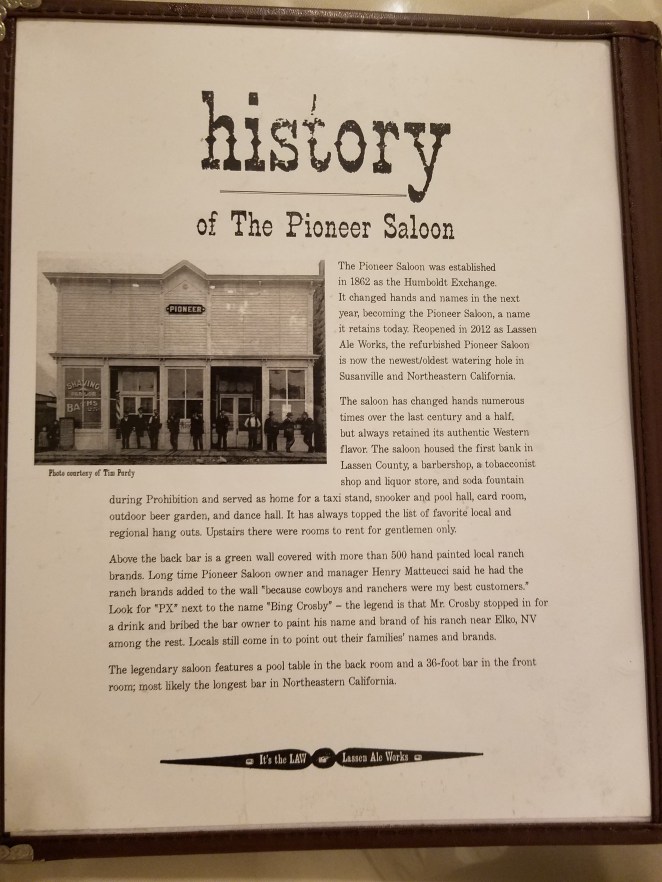 history
of The Pioneer Saloon
PIONEER
SHAVING
BA HS
Photo courtesy of Tim Purdy
The Pioneer Saloon was established
in 1862 as the Humboldt Exchange.
It changed hands and names in the next
year, becoming the Pioneer Saloon, a name
it retains today. Reopened in 2012 as Lassen
Ale Works, the refurbished Pioneer Saloon
is now the newest/oldest watering hole in
Susanville and Northeastern California.
The saloon has changed hands numerous
times over the last century and a half,
but always retained its authentic Western
flavor. The saloon housed the first bank in
Lassen County, a barbershop, a tobacconist
shop and liquor store, and soda fountain
during Prohibition and served as home for a taxi stand, snooker and pool hall, card room,
outdoor beer garden, and dance hall. It has always topped the list of favorite local and
regional hang outs. Upstairs there were rooms to rent for gentlemen only.
Above the back bar is a green wall covered with more than 500 hand painted local ranch
brands. Long time Pioneer Saloon owner and manager Henry Matteucci said he had the
ranch brands added to the wall "because cowboys and ranchers were my best customers."
Look for "PX" next to the name "Bing Crosby" – the legend is that Mr. Crosby stopped in for
a drink and bribed the bar owner to paint his name and brand of his ranch near Elko, NV
among the rest. Locals still come in to point out their families' names and brands.
The legendary saloon features a pool table in the back room and a 36-foot bar in the front
room; most likely the longest bar in Northeastern California.
It's the LAW Lassen Ale Works